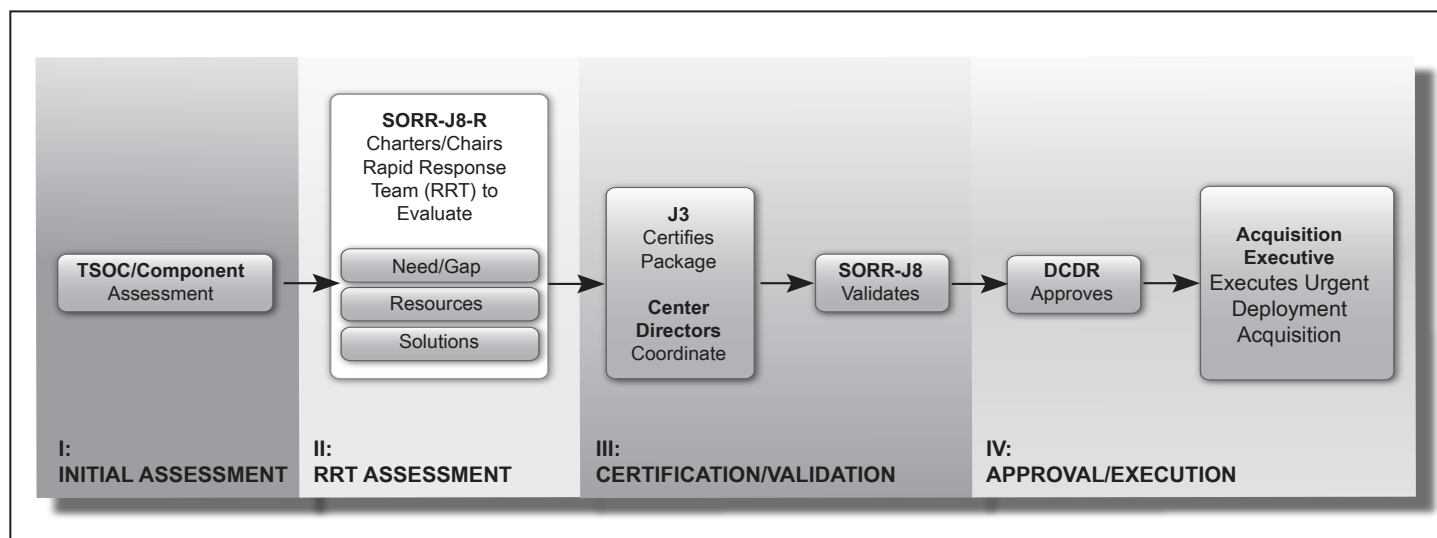 TSOC/Component
Assessment
SORR-J8-R
Charters/Chairs
Rapid Response
Team (RRT) to
Evaluate
Need/Gap
Resources
Solutions
J3
Certifies
Package
Center
Directors
Coordinate
SORR-J8
Validates
DCDR
Approves
Acquisition
Executive
Executes Urgent
Deployment
Acquisition
I:
INITIAL ASSESSMENT
II:
RRT ASSESSMENT
III:
CERTIFICATION/VALIDATION
IV:
APPROVAL/EXECUTION